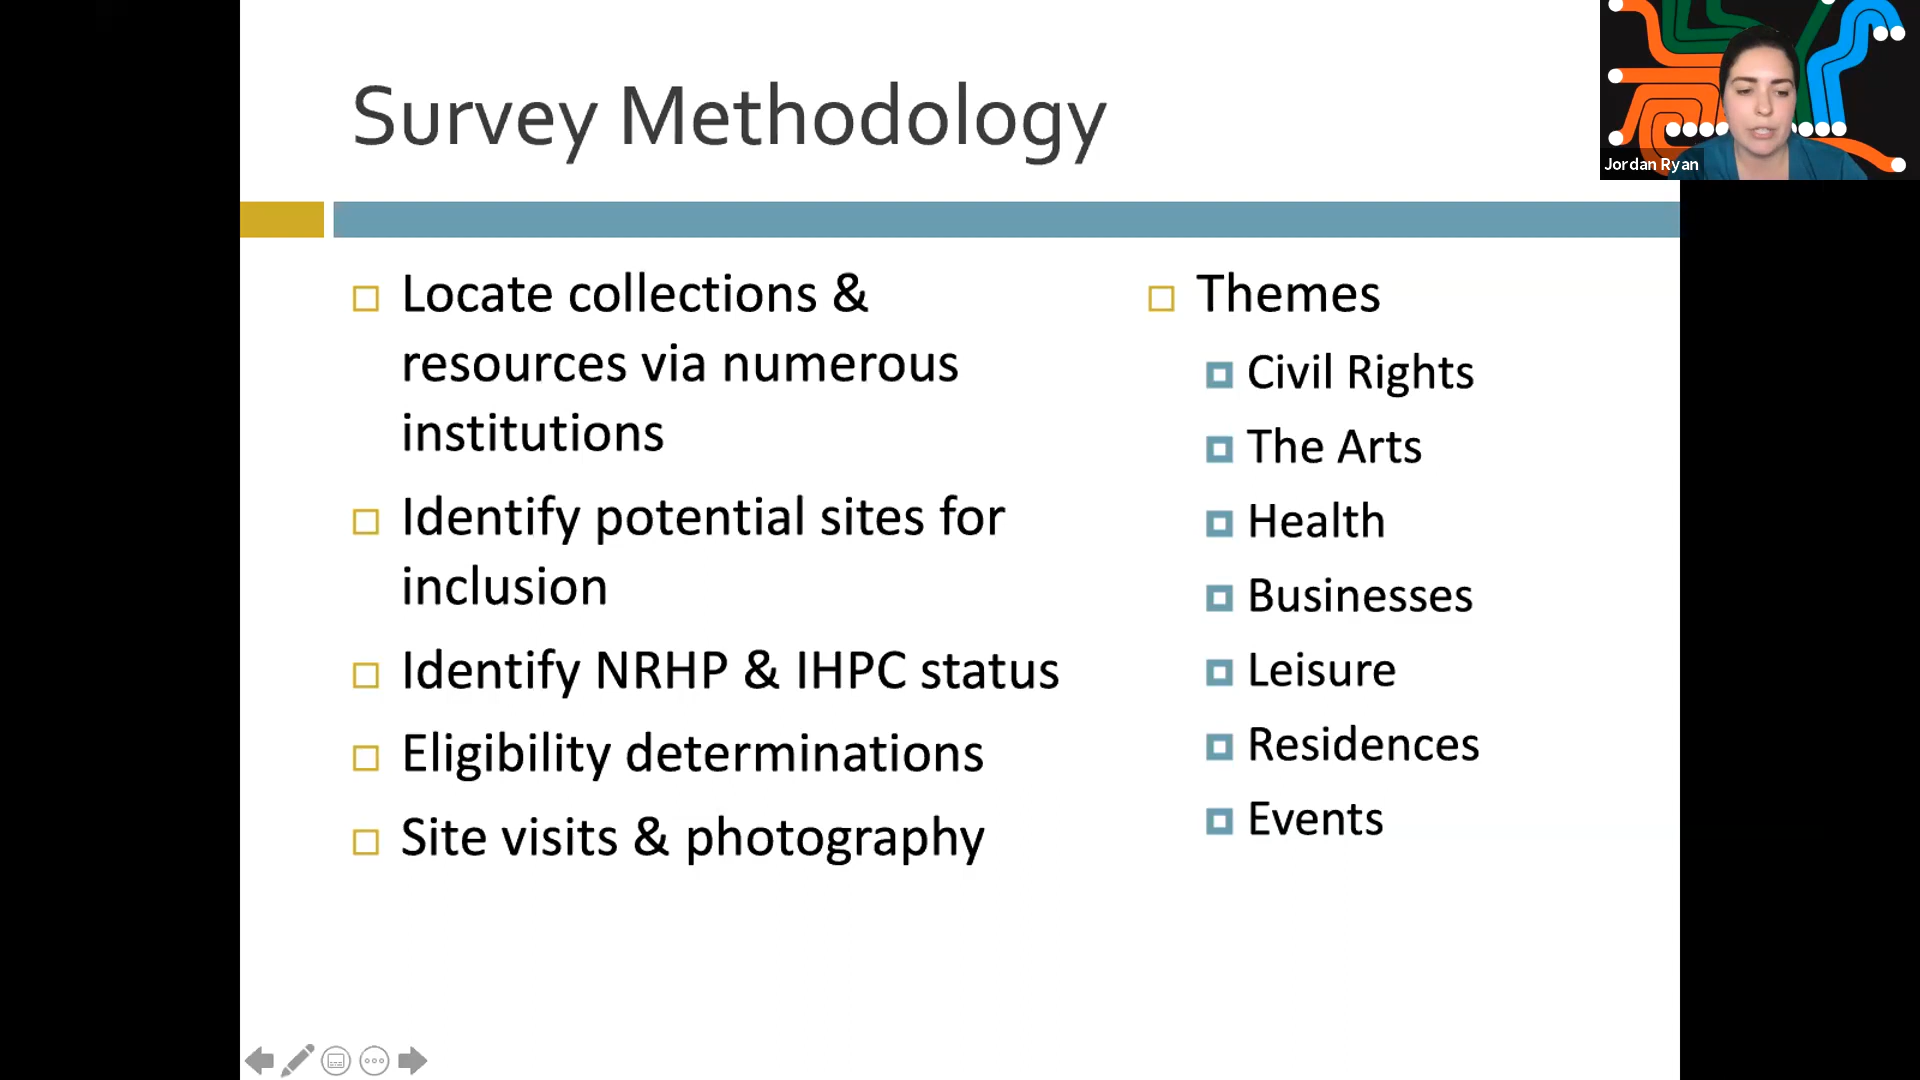 Survey Methodology
Jordan Ryan
Locate collections &
resources via numerous
institutions
Identify potential sites for
inclusion
Identify NRHP & IHPC status
Eligibility determinations
Site visits & photography
Themes
Civil Rights
The Arts
Health
Businesses
Leisure
Residences
Events